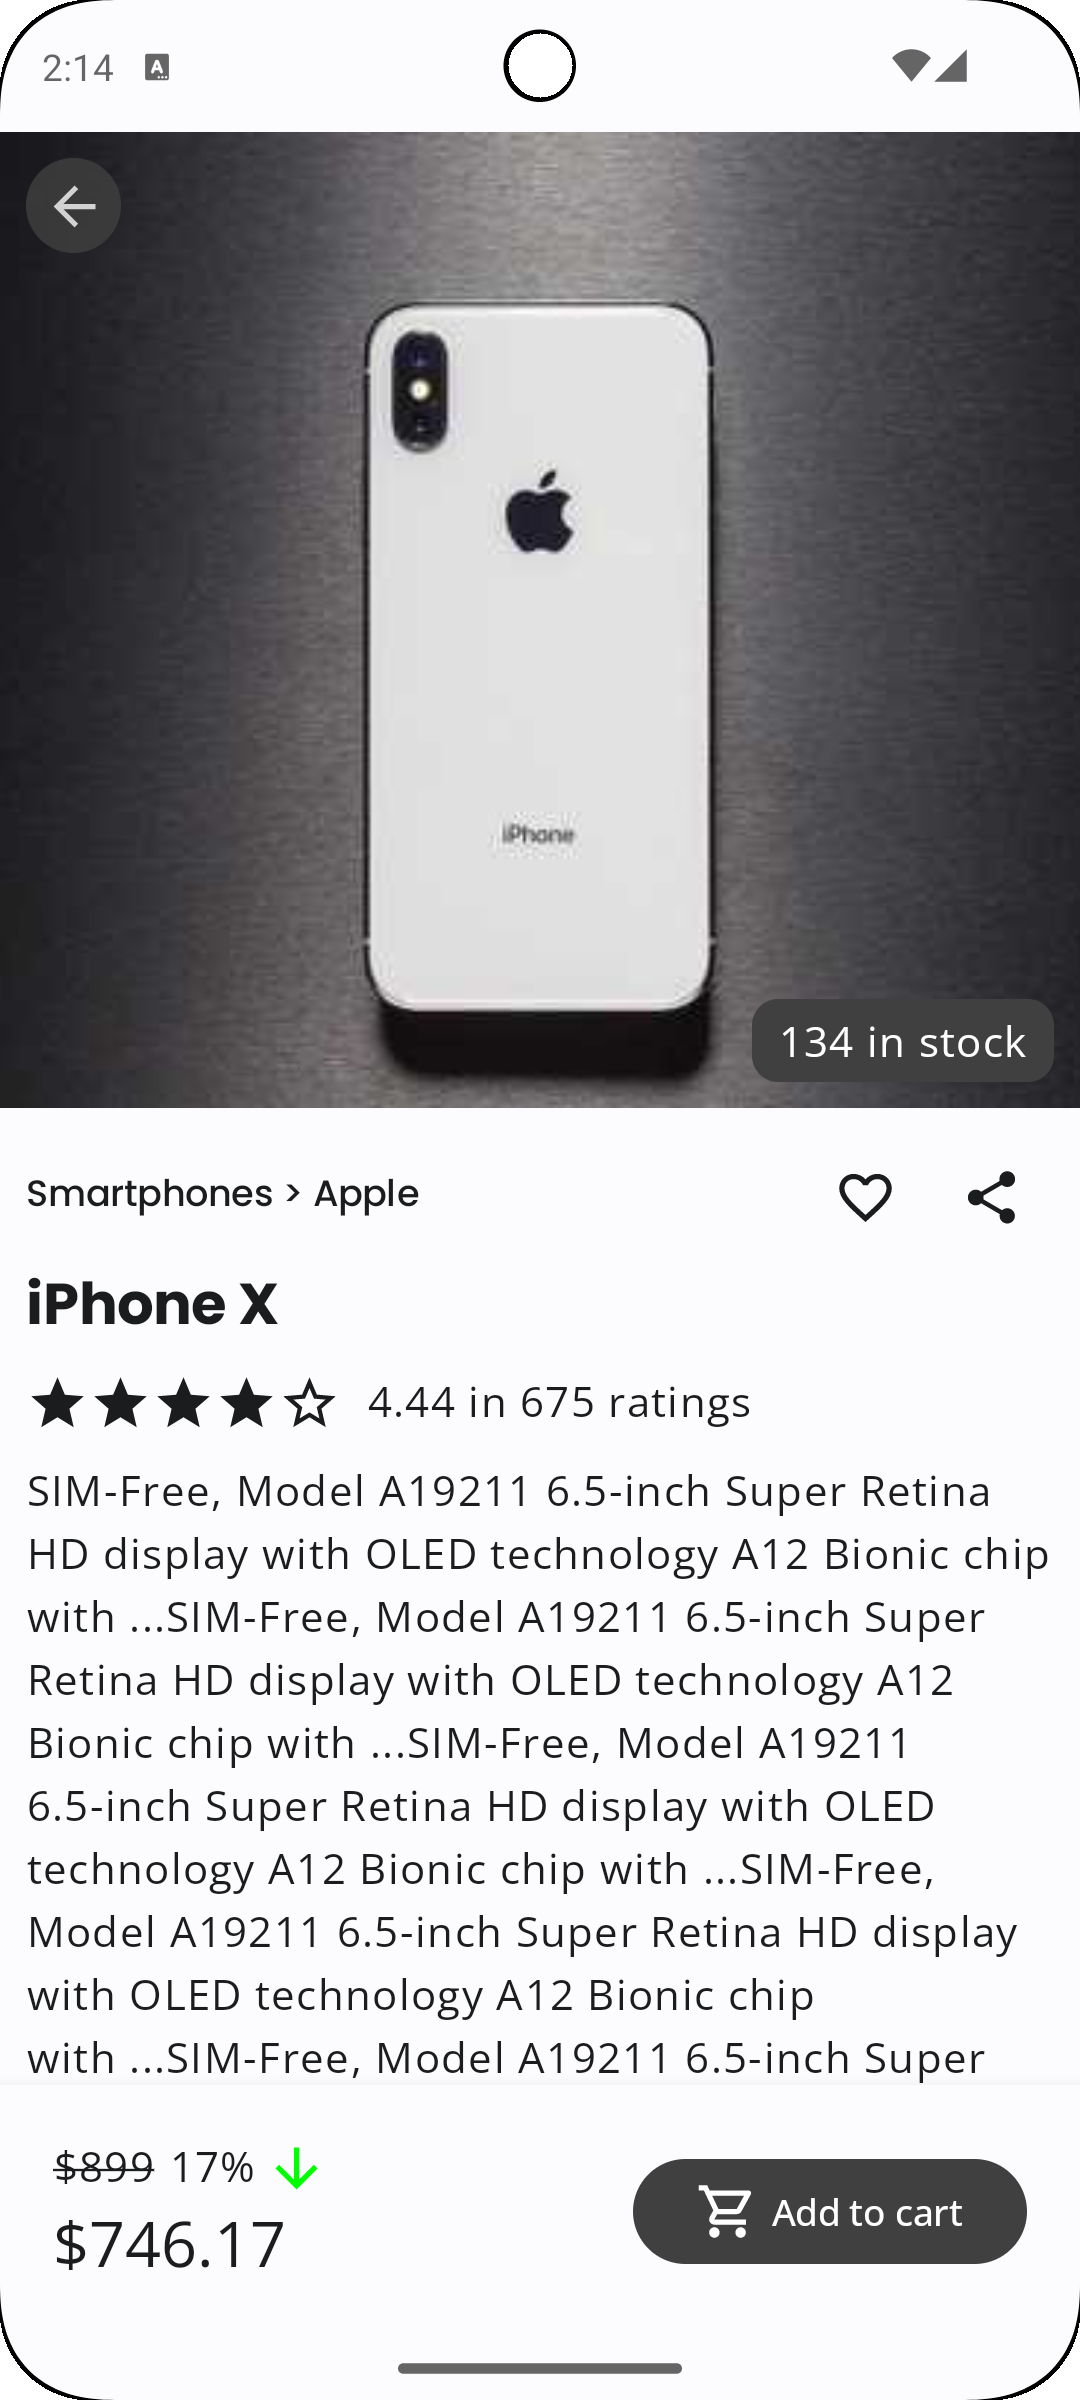 2:14
A
134 in stock
iPhone
Smartphones > Apple
iPhone X
4.44 in 675 ratings
SIM-Free, Model A19211 6.5-inch Super Retina
HD display with OLED technology A12 Bionic chip
with ...SIM-Free, Model A19211 6.5-inch Super
Retina HD display with OLED technology A12
Bionic chip with ...SIM-Free, Model A19211
6.5-inch Super Retina HD display with OLED
technology A12 Bionic chip with ...SIM-Free,
Model A19211 6.5-inch Super Retina HD display
with OLED technology A12 Bionic chip
with ...SIM-Free, Model A19211 6.5-inch Super
$899 17%
$746.17
Add to cart